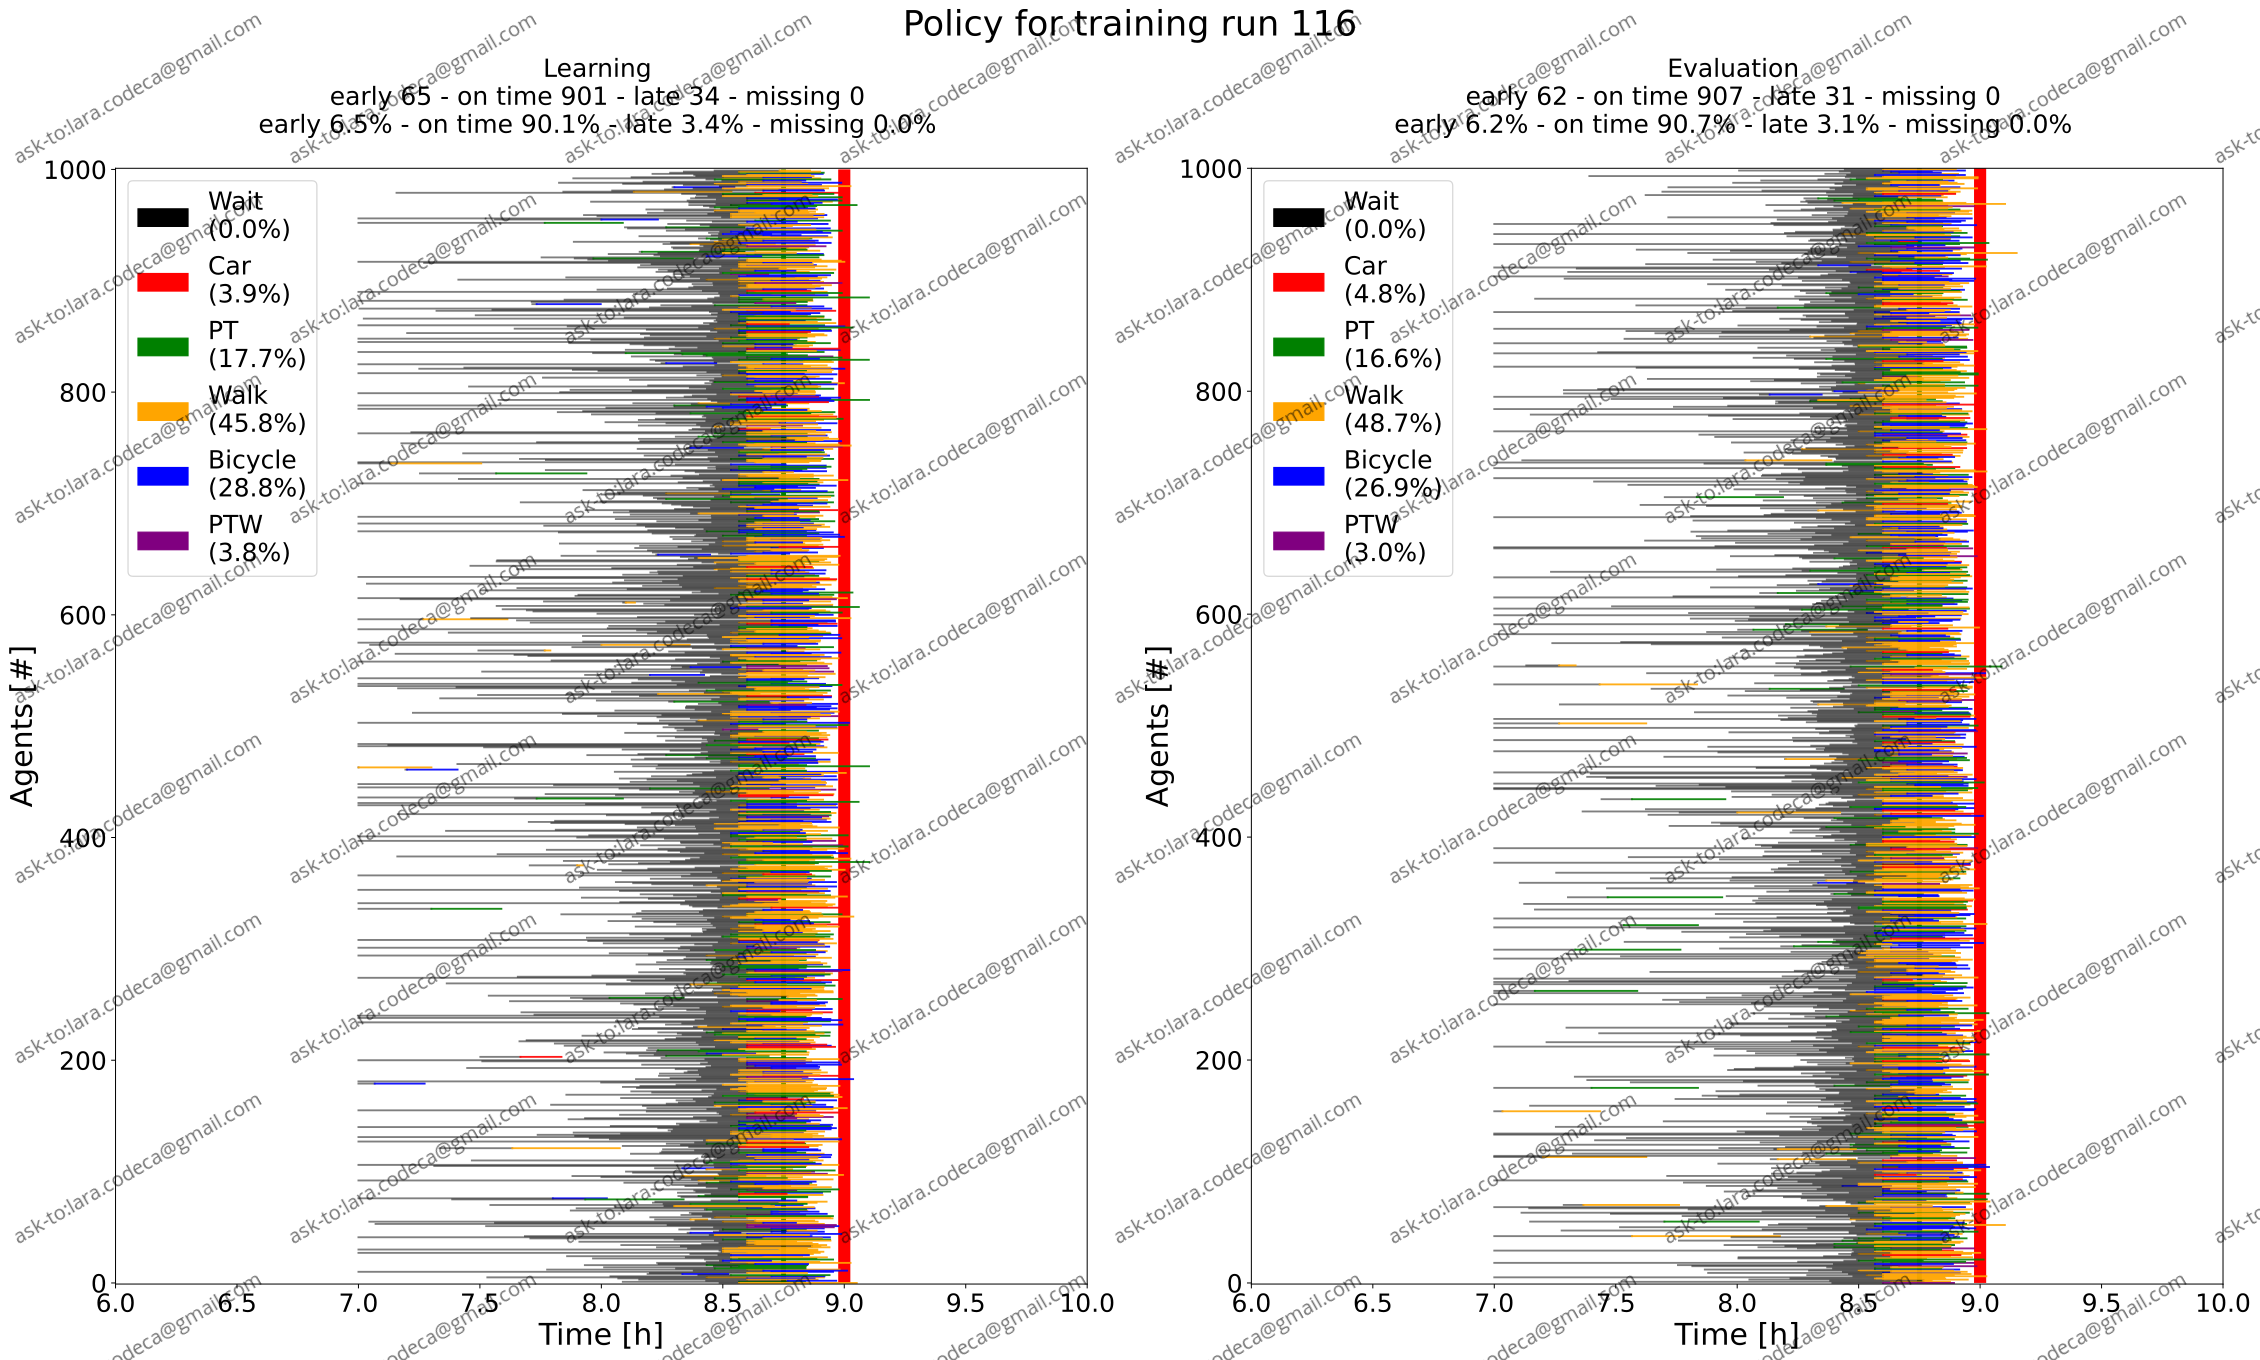 Policy for training run 116
Learning
early 65 - on time 901 - late 34 - missing 0
early 6.5% - on time 90.1% - late 3.4% - missing 0.0%
Wait
(0.0%)
Car
(3.9%)
PT
(17.7%)
Walk
(45.8%)
Bicycle
(28.8%)
PTW
(3.8%)
Agents [#]
1000
800
600
400
200
0
6.0 6.5 7.0 7.5 8.0 8.5 9.0 9.5 10.0
Time [h]
Evaluation
early 62 - on time 907 - late 31 - missing 0
early 6.2% - on time 90.7% - late 3.1% - missing 0.0%
Wait
(0.0%)
Car
(4.8%)
PT
(16.6%)
Walk
(48.7%)
Bicycle
(26.9%)
PTW
(3.0%)
Agents [#]
1000
800
600
400
200
0
6.0 6.5 7.0 7.5 8.0 8.5 9.0 9.5 10.0
Time [h]
ask-to:lara.codeca@gmail.com